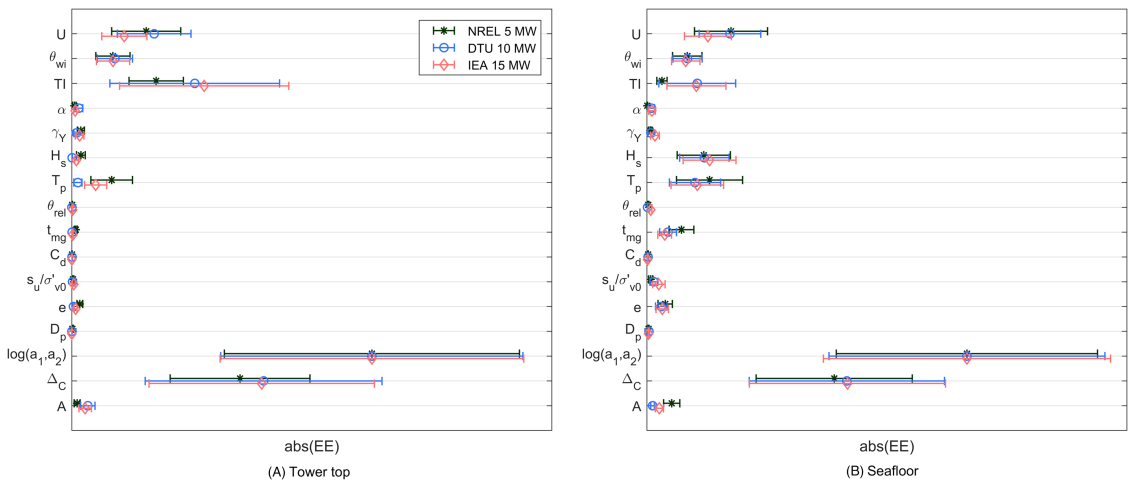 U
θwi
TI
α
γY
Hs
Tp
θrel
tmg
Cd
su/σ'v0
e
Dp
log(a1,a2)
ΔC
A
NREL 5 MW
DTU 10 MW
IEA 15 MW
abs(EE)
(A) Tower top
U
θwi
TI
α
γY
Hs
Tp
θrel
tmg
Cd
su/σ'v0
e
Dp
log(a1,a2)
ΔC
A
abs(EE)
(B) Seafloor